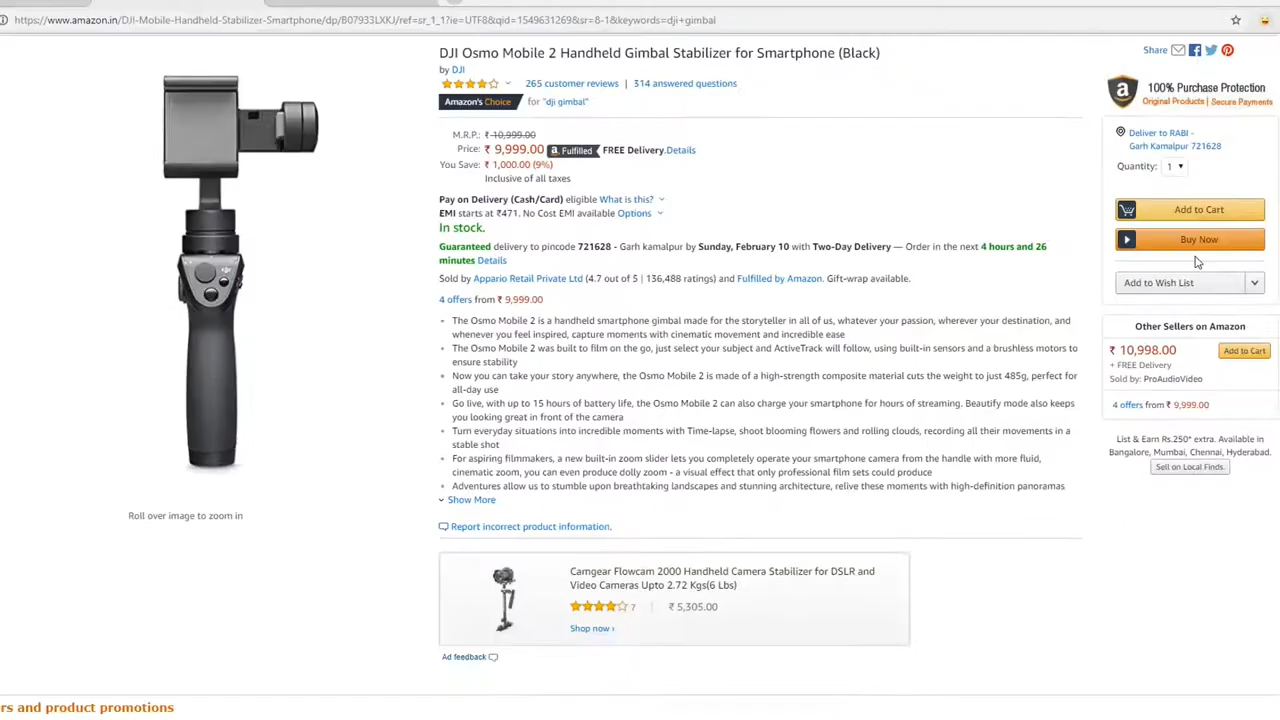 https://www.amazon.in/DJI-Mobile-Handheld-Stabilizer-Smartphone/dp/B07933LXKJ/ref=sr_1_1?ie=UTF8&qid=1549631269&sr=8-1&keywords=dji+gimbal
DJI Osmo Mobile 2 Handheld Gimbal Stabilizer for Smartphone (Black)
by DJI
265 customer reviews | 314 answered questions
Amazon's Choice for "dji gimbal"
M.R.P.: ₹ 10,999.00
Price: ₹ 9,999.00 a Fulfilled FREE Delivery.Details
You Save: ₹ 1,000.00 (9%)
Inclusive of all taxes
Pay on Delivery (Cash/Card) eligible What is this?
EMI starts at ₹471. No Cost EMI available Options
In stock.
Guaranteed delivery to pincode 721628 - Garh kamalpur by Sunday, February 10 with Two-Day Delivery — Order in the next 4 hours and 26
minutes Details
Sold by Appario Retail Private Ltd (4.7 out of 5 | 136,488 ratings) and Fulfilled by Amazon. Gift-wrap available.
4 offers from ₹ 9,999.00
• The Osmo Mobile 2 is a handheld smartphone gimbal made for the storyteller in all of us, whatever your passion, wherever your destination, and
whenever you feel inspired, capture moments with cinematic movement and incredible ease
• The Osmo Mobile 2 was built to film on the go, just select your subject and ActiveTrack will follow, using built-in sensors and a brushless motors to
ensure stability
• Now you can take your story anywhere, the Osmo Mobile 2 is made of a high-strength composite material cuts the weight to just 485g, perfect for
all-day use
• Go live, with up to 15 hours of battery life, the Osmo Mobile 2 can also charge your smartphone for hours of streaming. Beautify mode also keeps
you looking great in front of the camera
• Turn everyday situations into incredible moments with Time-lapse, shoot blooming flowers and rolling clouds, recording all their movements in a
stable shot
• For aspiring filmmakers, a new built-in zoom slider lets you completely operate your smartphone camera from the handle with more fluid,
cinematic zoom, you can even produce dolly zoom - a visual effect that only professional film sets could produce
• Adventures allow us to stumble upon breathtaking landscapes and stunning architecture, relive these moments with high-definition panoramas
Show More
Roll over image to zoom in
Report incorrect product information.
Camgear Flowcam 2000 Handheld Camera Stabilizer for DSLR and
Video Cameras Upto 2.72 Kgs(6 Lbs)
7 | ₹ 5,305.00
Shop now ›
Ad feedback
Share
100% Purchase Protection
Original Products | Secure Payments
Deliver to RABI -
Garh Kamalpur 721628
Quantity: 1
Add to Cart
Buy Now
Add to Wish List
Other Sellers on Amazon
₹ 10,998.00 Add to Cart
+ FREE Delivery
Sold by: ProAudioVideo
4 offers from ₹ 9,999.00
List & Earn Rs.250* extra. Available in
Bangalore, Mumbai, Chennai, Hyderabad.
Sell on Local Finds.
rs and product promotions